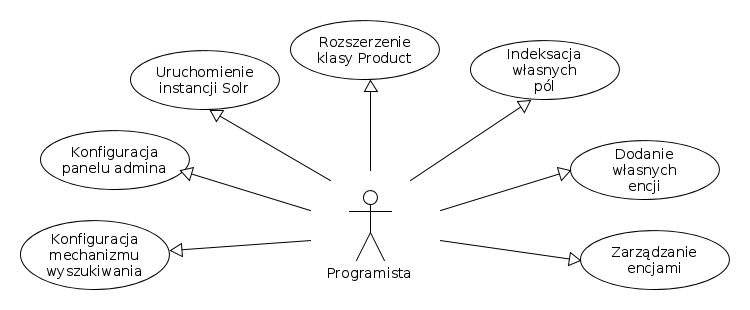 Rozszerzenie
klasy Product
Indeksacja
własnych
pól
Uruchomienie
instancji Solr
Konfiguracja
panelu admina
Dodanie
własnych
encji
Konfiguracja
mechanizmu
wyszukiwania
Zarządzanie
encjami
Programista